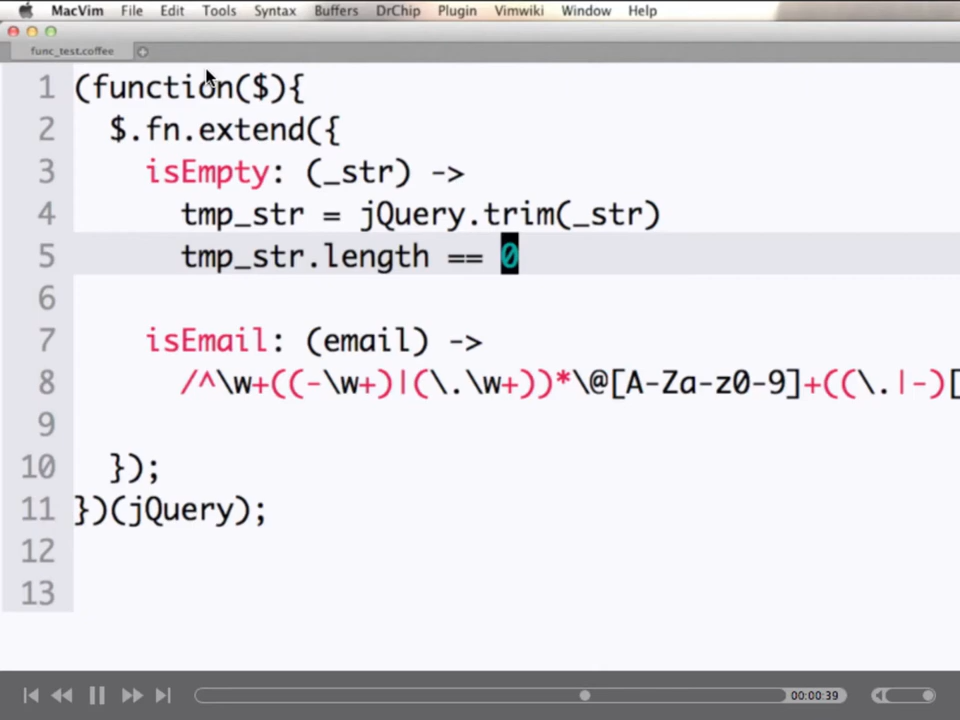 MacVim File Edit Tools Syntax Buffers DrChip Plugin Vimwiki Window Help
func_test.coffee
1 (function($){
2 $.fn.extend({
3 isEmpty: (_str) ->
4 tmp_str = jQuery.trim(_str)
5 tmp_str.length == 0
6
7 isEmail: (email) ->
8 /^\w+((-\w+)|(\.\w+))*\@[A-Za-z0-9]+((\.|-)[
9
10 });
11 })(jQuery);
12
13
00:00:39